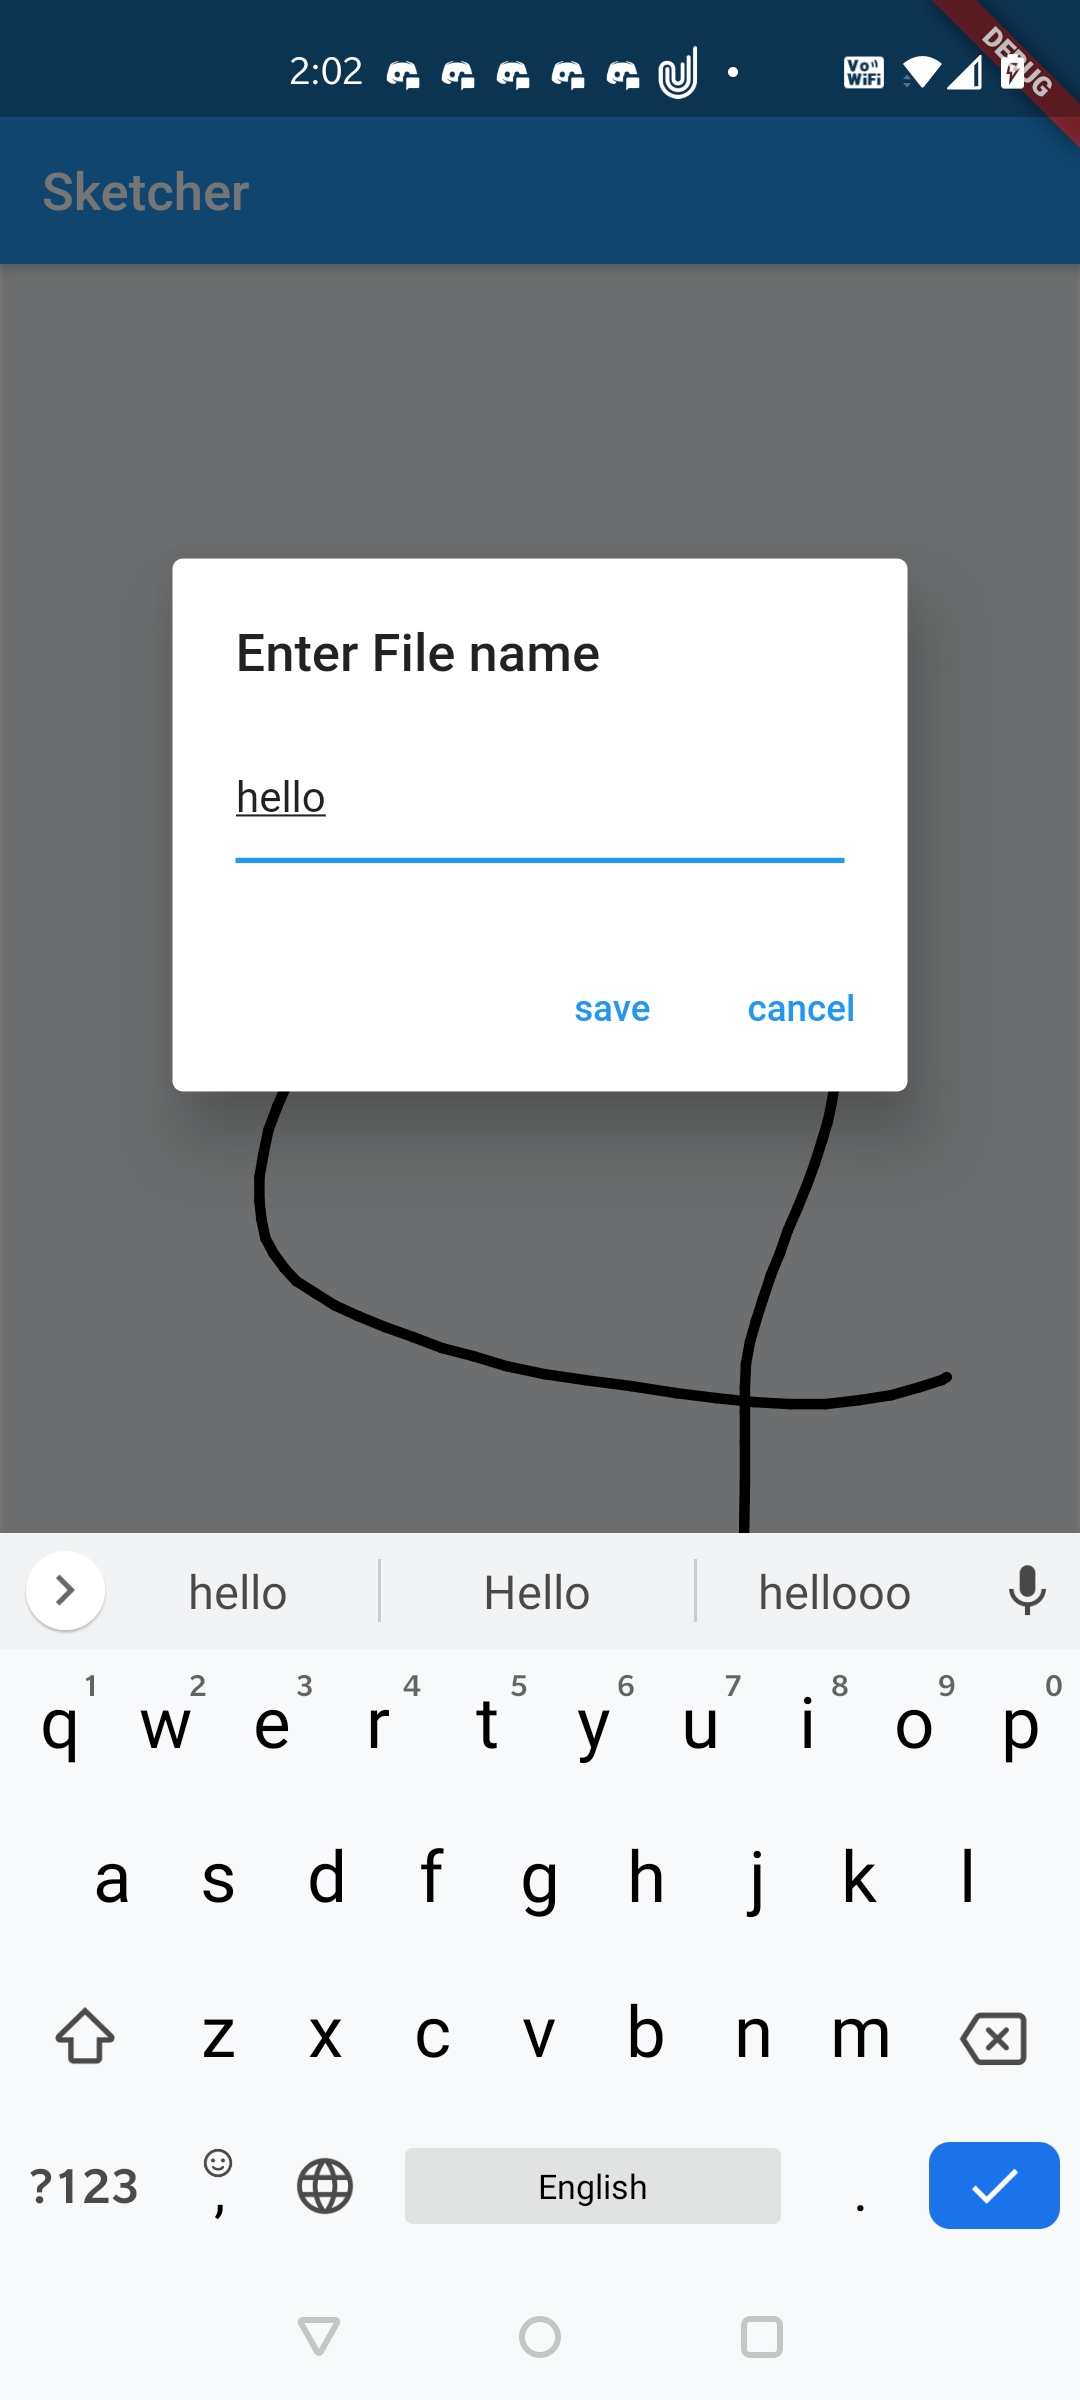 2:02
Vo WiFi
DEBUG
Sketcher
Enter File name
hello
save cancel
hello Hello hellooo
1 2 3 4 5 6 7 8 9 0
q w e r t y u i o p
a s d f g h j k l
z x c v b n m
?123 , English .